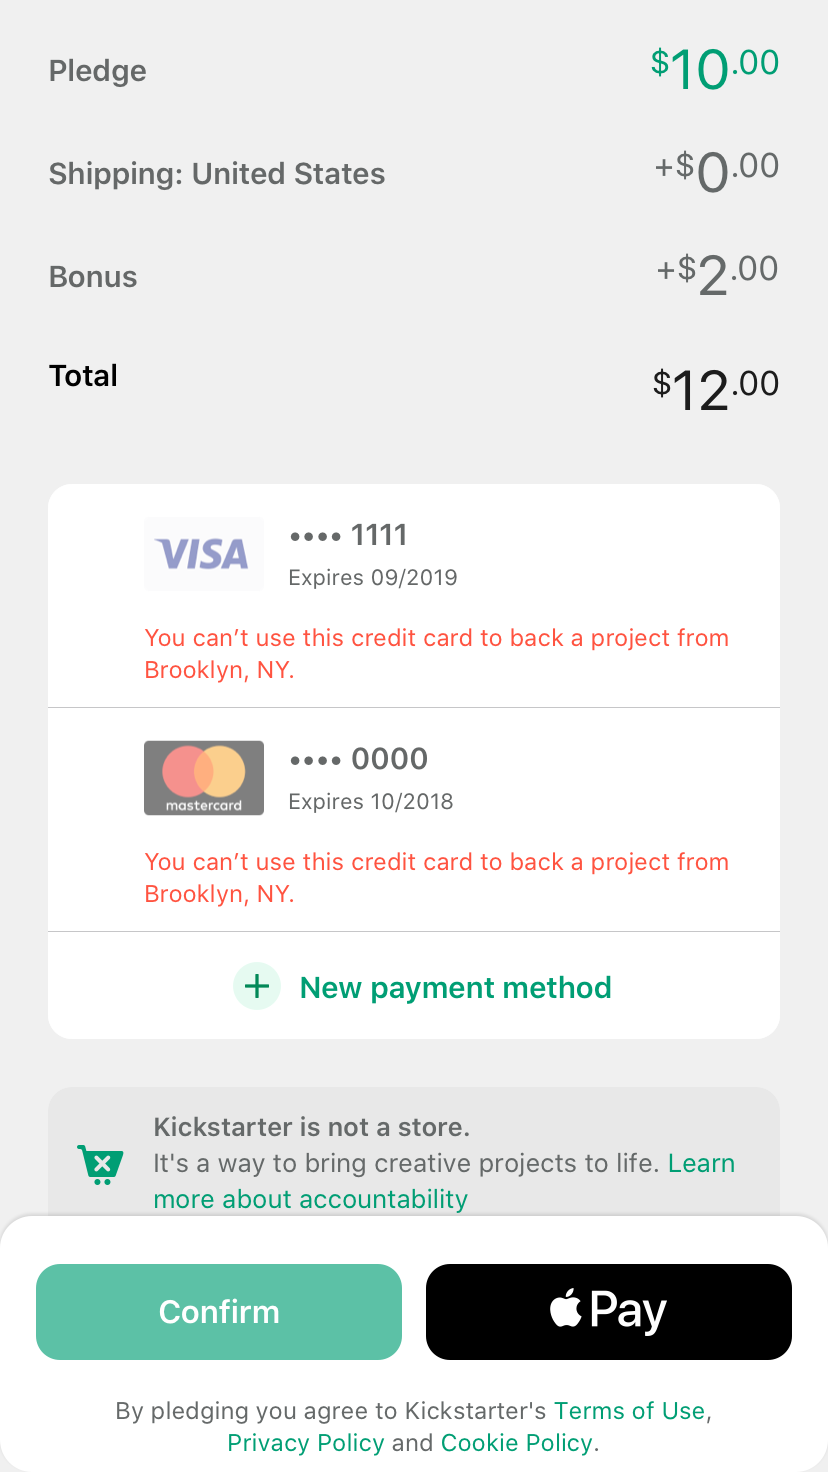 Pledge $10.00
Shipping: United States +$0.00
Bonus +$2.00
Total $12.00
VISA •••• 1111
Expires 09/2019
You can’t use this credit card to back a project from
Brooklyn, NY.
mastercard •••• 0000
Expires 10/2018
You can’t use this credit card to back a project from
Brooklyn, NY.
+ New payment method
Kickstarter is not a store.
It's a way to bring creative projects to life. Learn
more about accountability
Confirm
Pay
By pledging you agree to Kickstarter's Terms of Use,
Privacy Policy and Cookie Policy.